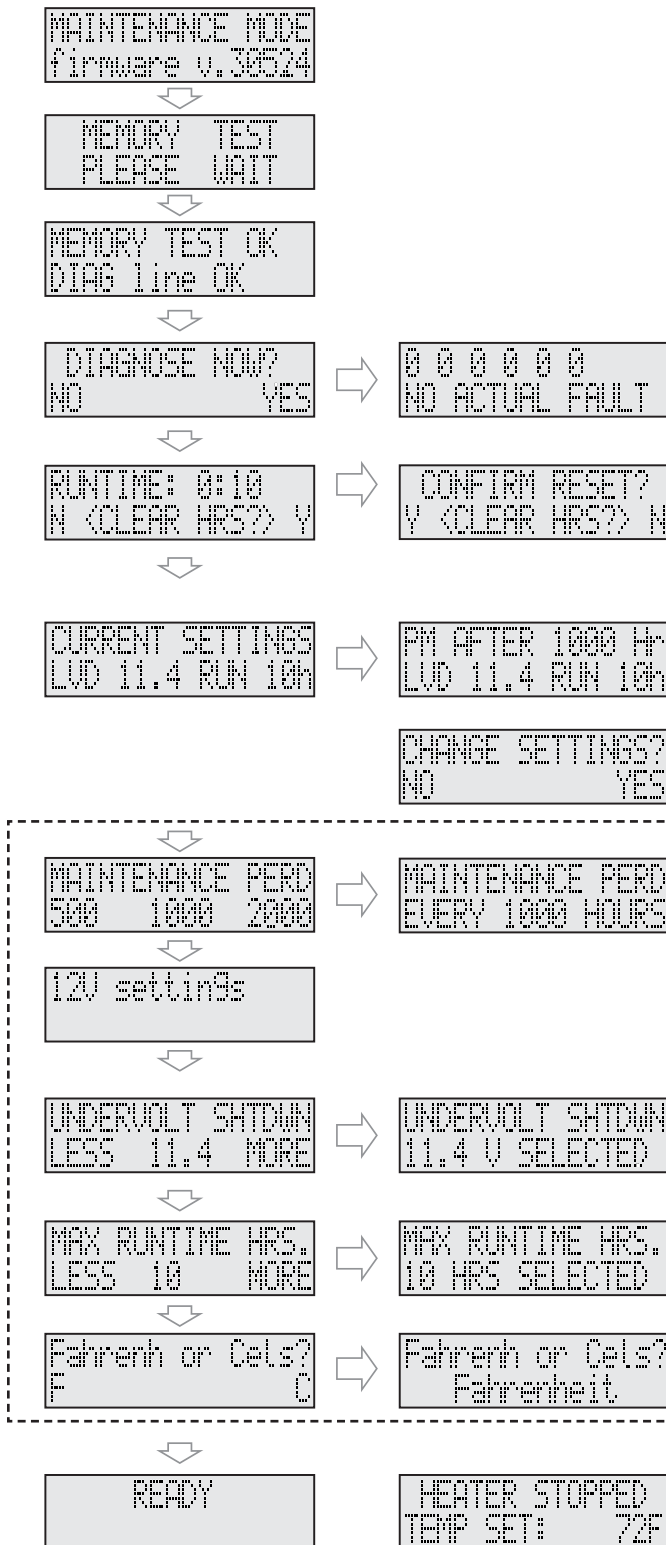 MAINTENANCE MODE
firmware v.30524
MEMORY TEST
PLEASE WAIT
MEMORY TEST OK
DIAG line OK
DIAGNOSE NOW?
NO YES
0 0 0 0 0 0
NO ACTUAL FAULT
RUNTIME: 0:10
N <CLEAR HRS?> Y
CONFIRM RESET?
Y <CLEAR HRS?> N
CURRENT SETTINGS
LVD 11.4 RUN 10h
PM AFTER 1000 Hr
LVD 11.4 RUN 10h
CHANGE SETTINGS?
NO YES
MAINTENANCE PERD
500 1000 2000
MAINTENANCE PERD
EVERY 1000 HOURS
12V settings
UNDERVOLT SHTDWN
LESS 11.4 MORE
UNDERVOLT SHTDWN
11.4 V SELECTED
MAX RUNTIME HRS.
LESS 10 MORE
MAX RUNTIME HRS.
10 HRS SELECTED
Fahrenh or Cels?
F C
Fahrenh or Cels?
Fahrenheit
READY
HEATER STOPPED
TEMP SET: 72F